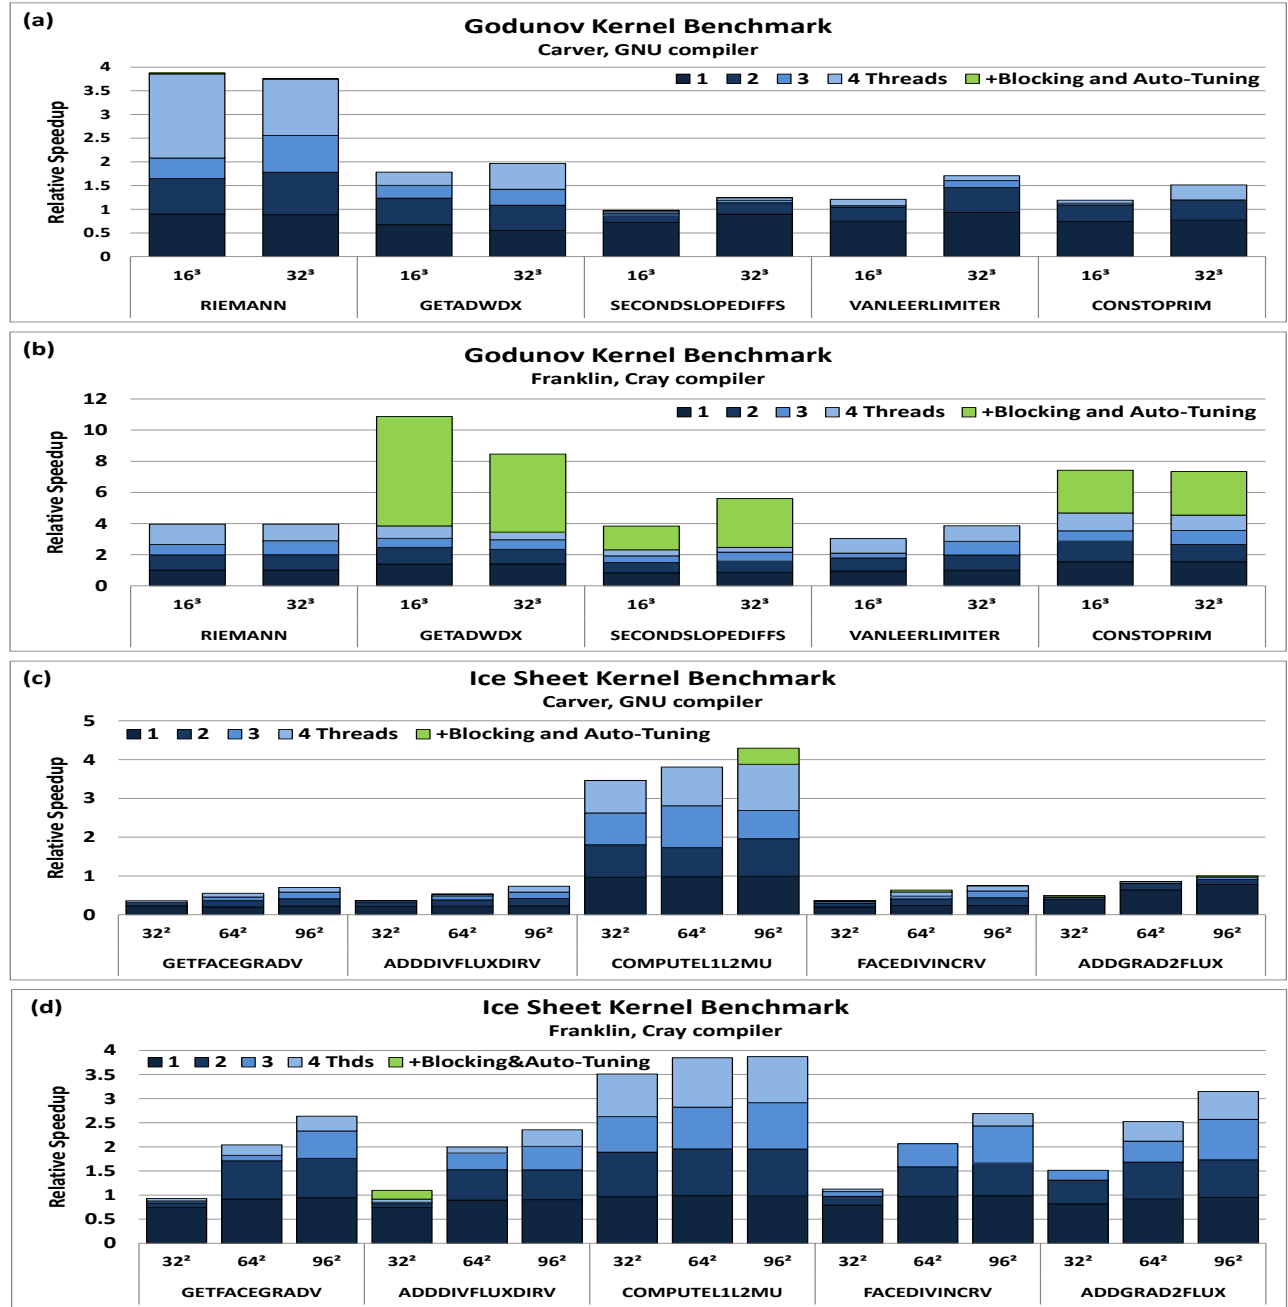 (a)
Godunov Kernel Benchmark
Carver, GNU compiler
1 2 3 4 Threads +Blocking and Auto-Tuning
Relative Speedup
4
3.5
3
2.5
2
1.5
1
0.5
0
16³ 32³ 16³ 32³ 16³ 32³ 16³ 32³ 16³ 32³
RIEMANN GETADWDX SECONDSLOPEDIFFS VANLEERLIMITER CONSTOPRIM
(b)
Godunov Kernel Benchmark
Franklin, Cray compiler
1 2 3 4 Threads +Blocking and Auto-Tuning
Relative Speedup
12
10
8
6
4
2
0
16³ 32³ 16³ 32³ 16³ 32³ 16³ 32³ 16³ 32³
RIEMANN GETADWDX SECONDSLOPEDIFFS VANLEERLIMITER CONSTOPRIM
(c)
Ice Sheet Kernel Benchmark
Carver, GNU compiler
1 2 3 4 Threads +Blocking and Auto-Tuning
Relative Speedup
5
4
3
2
1
0
32² 64² 96² 32² 64² 96² 32² 64² 96² 32² 64² 96² 32² 64² 96²
GETFACEGRADV ADDDIVFLUXDIRV COMPUTEL1L2MU FACEDIVINCRV ADDGRAD2FLUX
(d)
Ice Sheet Kernel Benchmark
Franklin, Cray compiler
1 2 3 4 Thds +Blocking&Auto-Tuning
Relative Speedup
4
3.5
3
2.5
2
1.5
1
0.5
0
32² 64² 96² 32² 64² 96² 32² 64² 96² 32² 64² 96² 32² 64² 96²
GETFACEGRADV ADDDIVFLUXDIRV COMPUTEL1L2MU FACEDIVINCRV ADDGRAD2FLUX